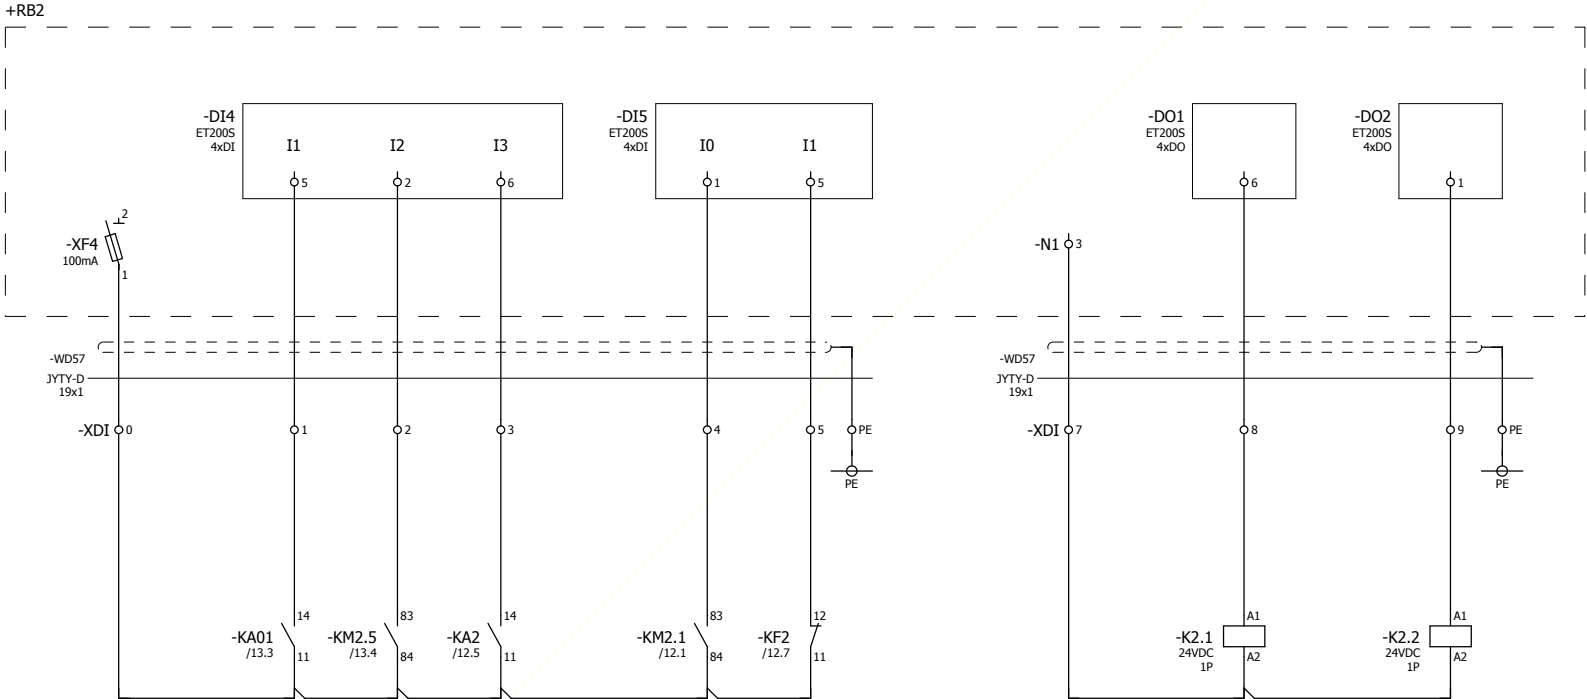 +RB2
-DI4
ET200S
4xDI
I1
I2
I3
5
2
6
-DI5
ET200S
4xDI
I0
I1
1
5
-DO1
ET200S
4xDO
6
-DO2
ET200S
4xDO
1
2
-XF4
100mA
1
-N1
3
-WD57
JYTY-D
19x1
-WD57
JYTY-D
19x1
-XDI
0
1
2
3
4
5
PE
PE
-XDI
7
8
9
PE
PE
14
-KA01
/13.3
11
83
-KM2.5
/13.4
84
14
-KA2
/12.5
11
83
-KM2.1
/12.1
84
12
-KF2
/12.7
11
A1
-K2.1
24VDC
1P
A2
A1
-K2.2
24VDC
1P
A2